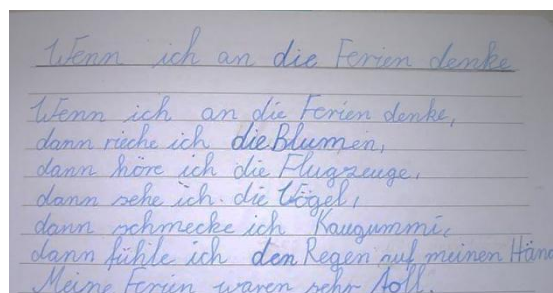 Wenn ich an die Ferien denke
Wenn ich an die Ferien denke,
dann rieche ich die Blumen,
dann höre ich die Flugzeuge,
dann sehe ich die Vögel,
dann schmecke ich Kaugummi,
dann fühle ich den Regen auf meinen Händ
Meine Ferien waren sehr toll.